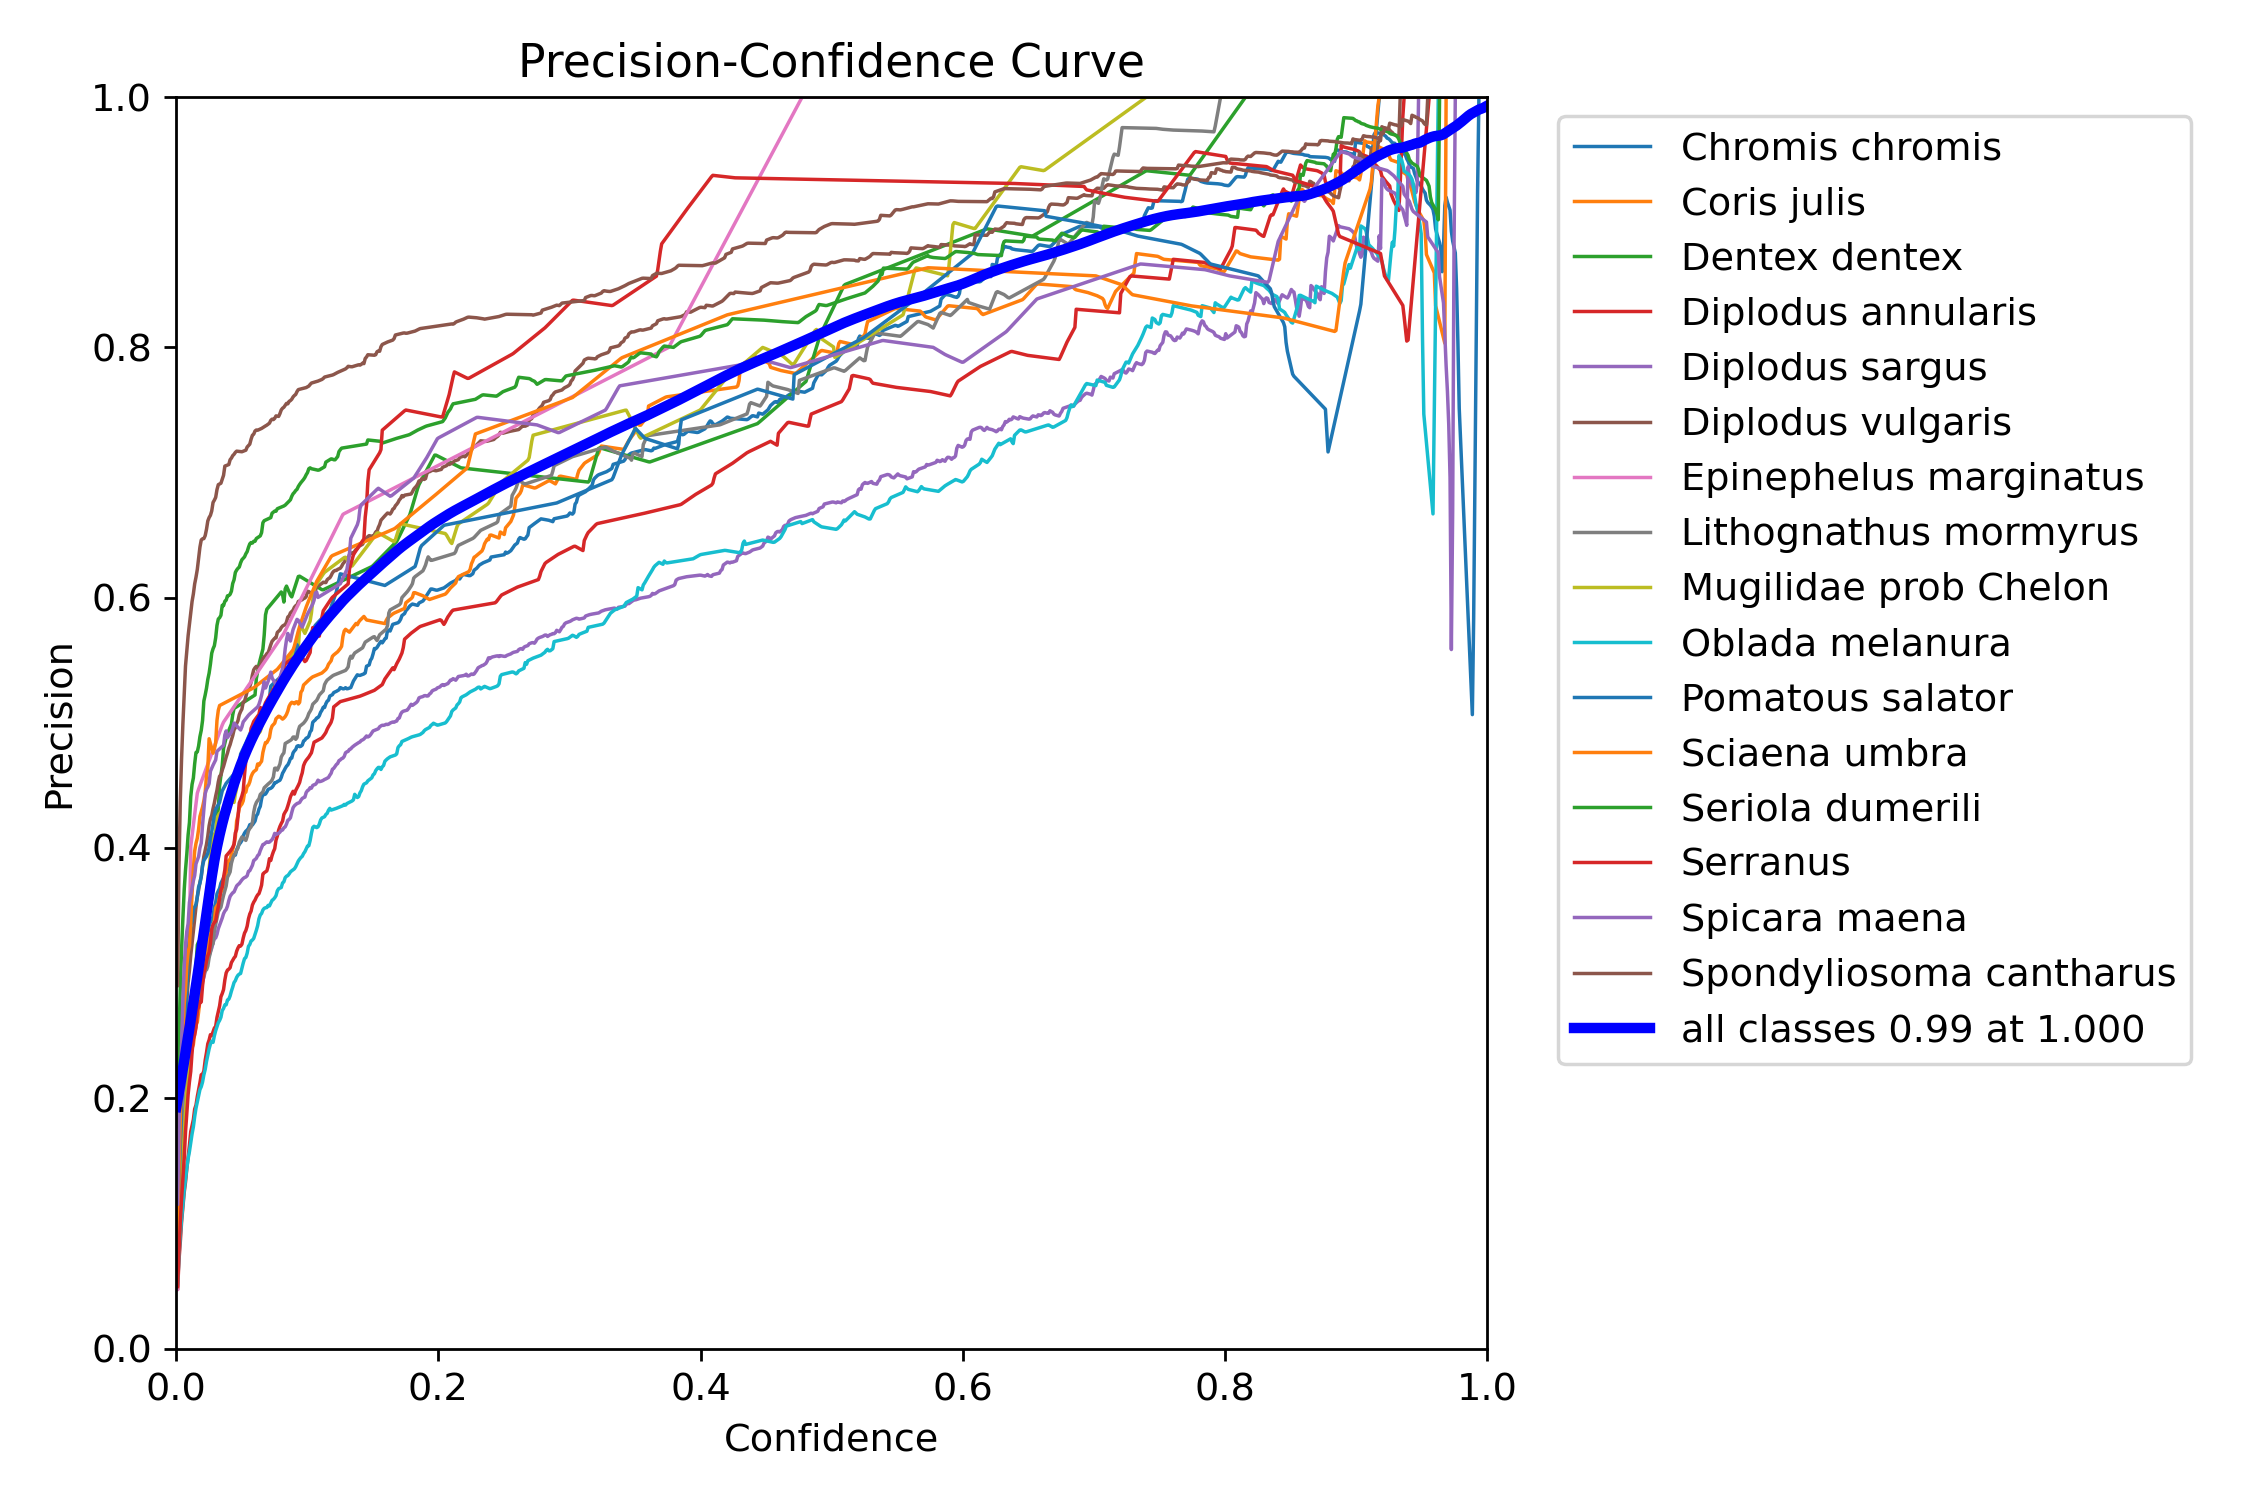 Precision-Confidence Curve
1.0
0.8
0.6
0.4
0.2
0.0
Precision
0.0 0.2 0.4 0.6 0.8 1.0
Confidence
Chromis chromis
Coris julis
Dentex dentex
Diplodus annularis
Diplodus sargus
Diplodus vulgaris
Epinephelus marginatus
Lithognathus mormyrus
Mugilidae prob Chelon
Oblada melanura
Pomatous salator
Sciaena umbra
Seriola dumerili
Serranus
Spicara maena
Spondyliosoma cantharus
all classes 0.99 at 1.000